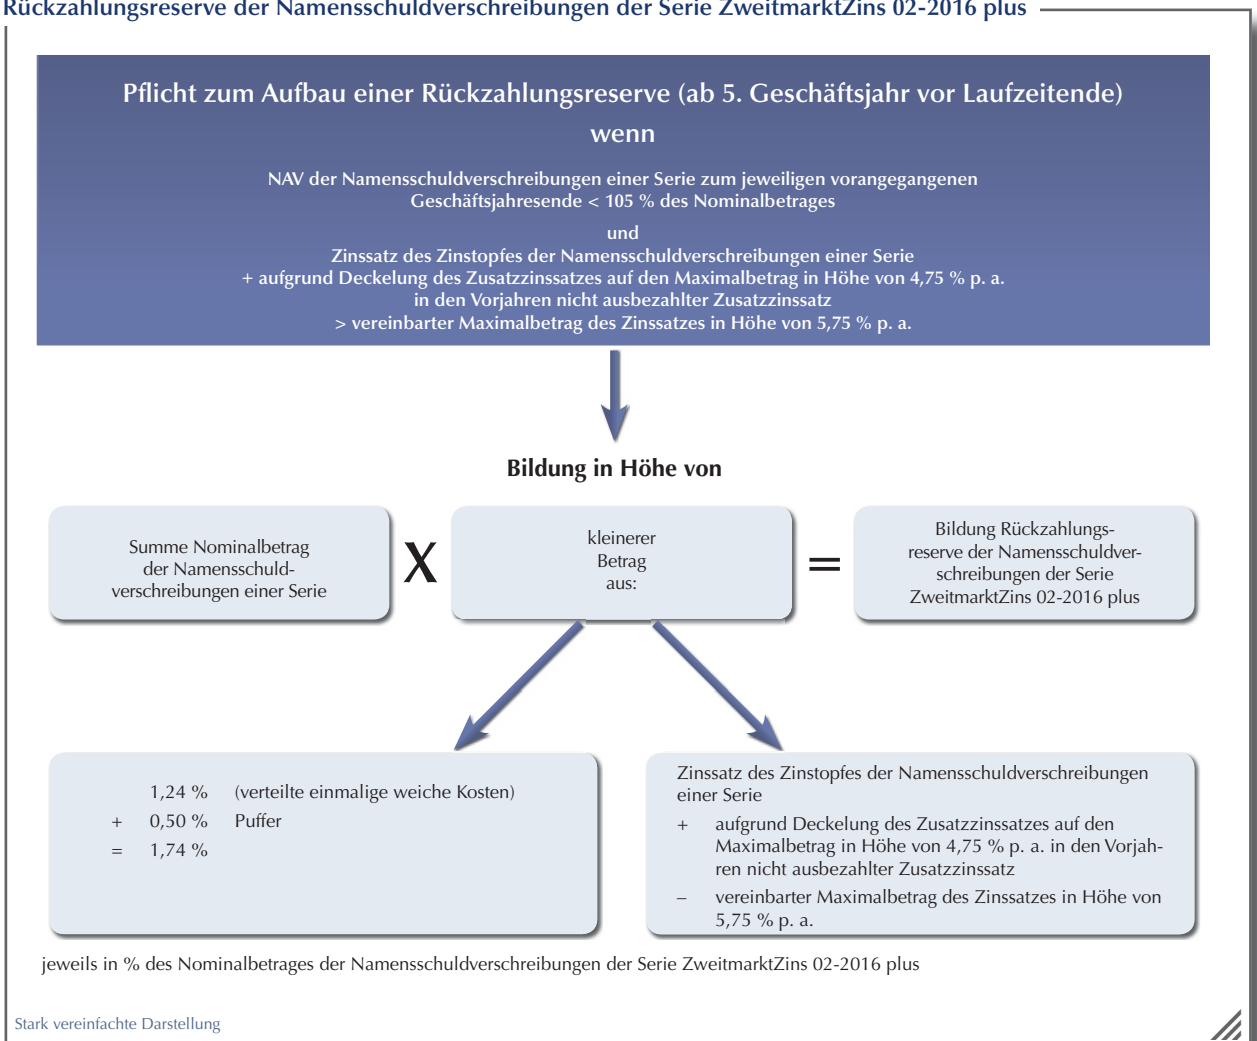 Rückzahlungsreserve der Namensschuldverschreibungen der Serie ZweitmarktZins 02-2016 plus
Pflicht zum Aufbau einer Rückzahlungsreserve (ab 5. Geschäftsjahr vor Laufzeitende)
wenn
NAV der Namensschuldverschreibungen einer Serie zum jeweiligen vorangegangenen
Geschäftsjahresende < 105 % des Nominalbetrages
und
Zinssatz des Zinstopfes der Namensschuldverschreibungen einer Serie
+ aufgrund Deckelung des Zusatzzinssatzes auf den Maximalbetrag in Höhe von 4,75 % p. a.
in den Vorjahren nicht ausbezahlter Zusatzzinssatz
> vereinbarter Maximalbetrag des Zinssatzes in Höhe von 5,75 % p. a.
Bildung in Höhe von
Summe Nominalbetrag
der Namensschuld-
verschreibungen einer Serie
X
kleinerer
Betrag
aus:
=
Bildung Rückzahlungs-
reserve der Namensschuldver-
schreibungen der Serie
ZweitmarktZins 02-2016 plus
1,24 % (verteilte einmalige weiche Kosten)
+ 0,50 % Puffer
= 1,74 %
Zinssatz des Zinstopfes der Namensschuldverschreibungen
einer Serie
+ aufgrund Deckelung des Zusatzzinssatzes auf den
Maximalbetrag in Höhe von 4,75 % p. a. in den Vorjah-
ren nicht ausbezahlter Zusatzzinssatz
– vereinbarter Maximalbetrag des Zinssatzes in Höhe von
5,75 % p. a.
jeweils in % des Nominalbetrages der Namensschuldverschreibungen der Serie ZweitmarktZins 02-2016 plus
Stark vereinfachte Darstellung